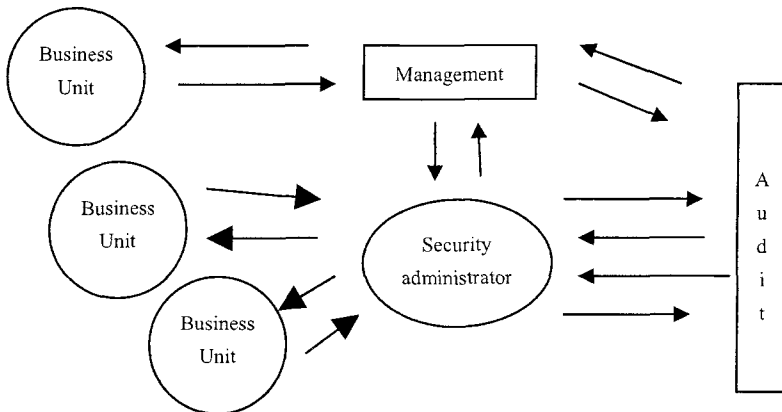 Business
Unit
Management
Business
Unit
Security
administrator
Business
Unit
A
u
d
i
t